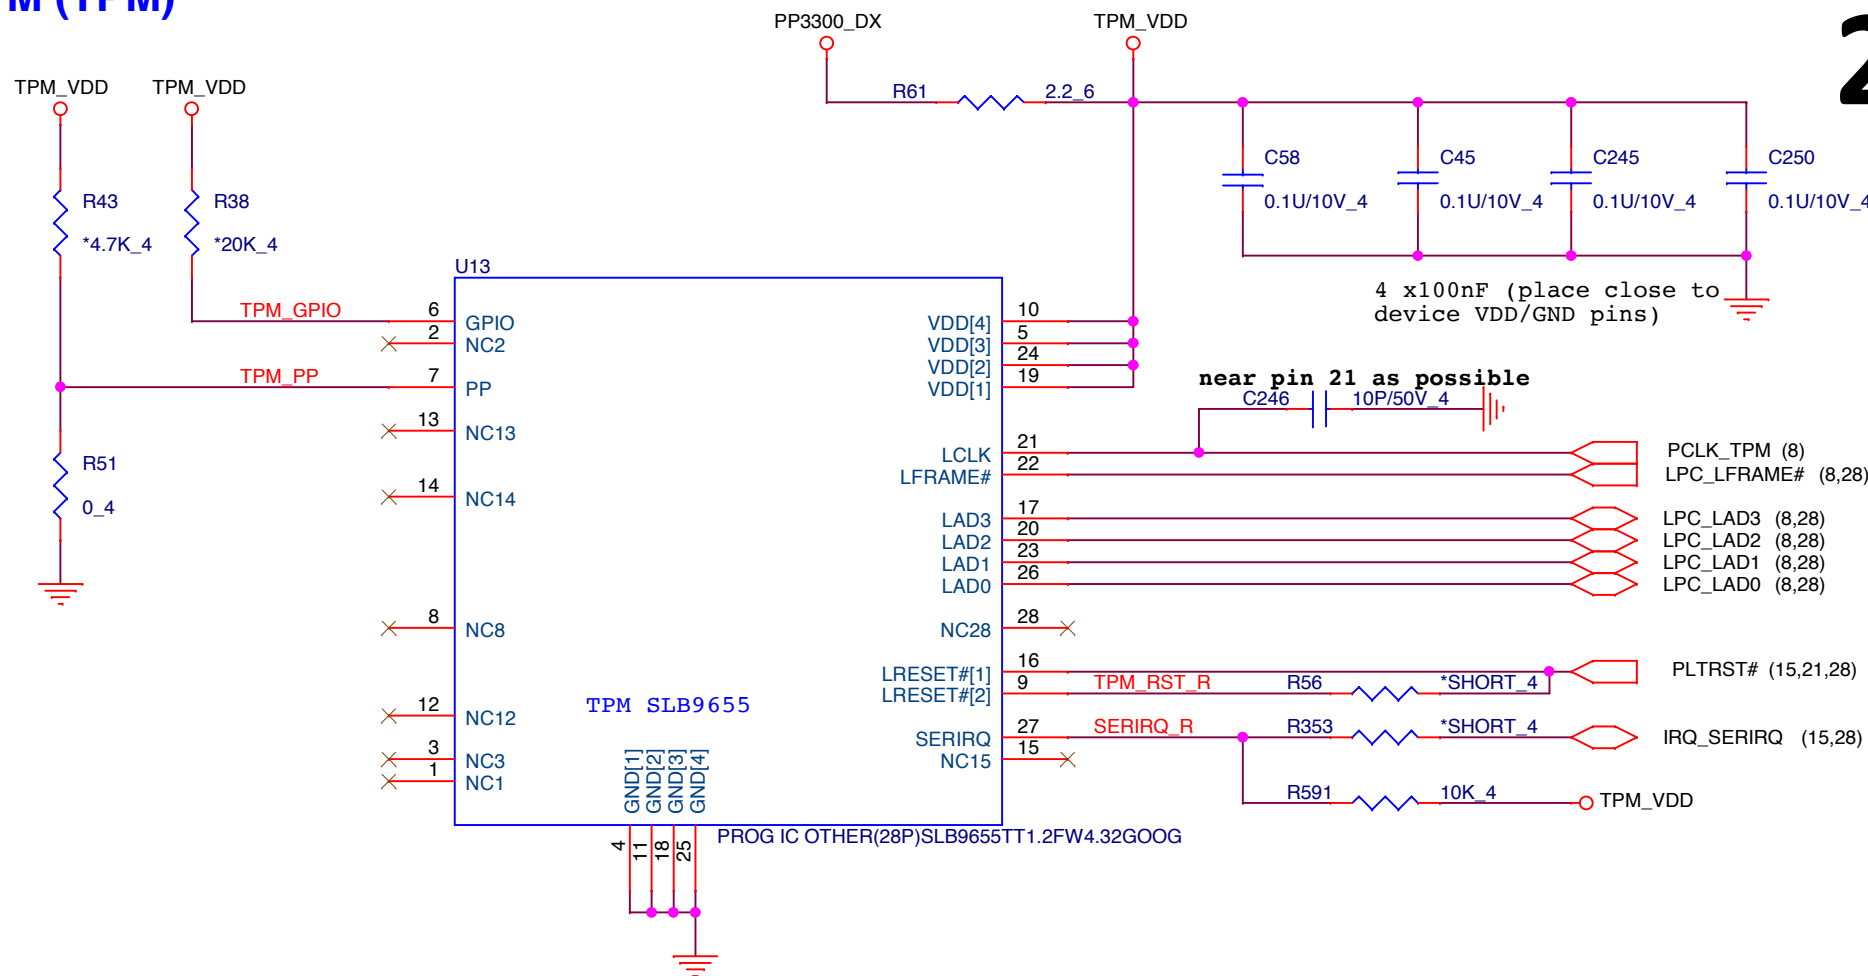 M (TPM)
2
PP3300_DX
TPM_VDD
TPM_VDD
TPM_VDD
R61
2.2_6
R43
*4.7K_4
R38
*20K_4
C58
0.1U/10V_4
C45
0.1U/10V_4
C245
0.1U/10V_4
C250
0.1U/10V_4
4 x100nF (place close to
device VDD/GND pins)
U13
TPM_GPIO
6
GPIO
2
NC2
TPM_PP
7
PP
13
NC13
14
NC14
R51
0_4
8
NC8
12
NC12
3
NC3
1
NC1
TPM SLB9655
10
VDD[4]
5
VDD[3]
24
VDD[2]
19
VDD[1]
near pin 21 as possible
C246
10P/50V_4
21
LCLK
PCLK_TPM (8)
22
LFRAME#
LPC_LFRAME# (8,28)
17
LAD3
LPC_LAD3 (8,28)
20
LAD2
LPC_LAD2 (8,28)
23
LAD1
LPC_LAD1 (8,28)
26
LAD0
LPC_LAD0 (8,28)
28
NC28
16
LRESET#[1]
PLTRST# (15,21,28)
9
LRESET#[2]
TPM_RST_R
R56
*SHORT_4
27
SERIRQ
SERIRQ_R
R353
*SHORT_4
IRQ_SERIRQ (15,28)
15
NC15
R591
10K_4
TPM_VDD
GND[1]
GND[2]
GND[3]
GND[4]
4
11
18
25
PROG IC OTHER(28P)SLB9655TT1.2FW4.32GOOG